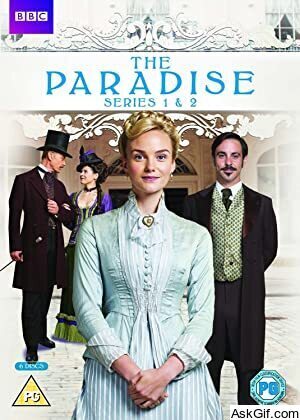 BBC
THE
PARADISE
SERIES 1 & 2
6 DISCS
PG
PG
AskGif.com